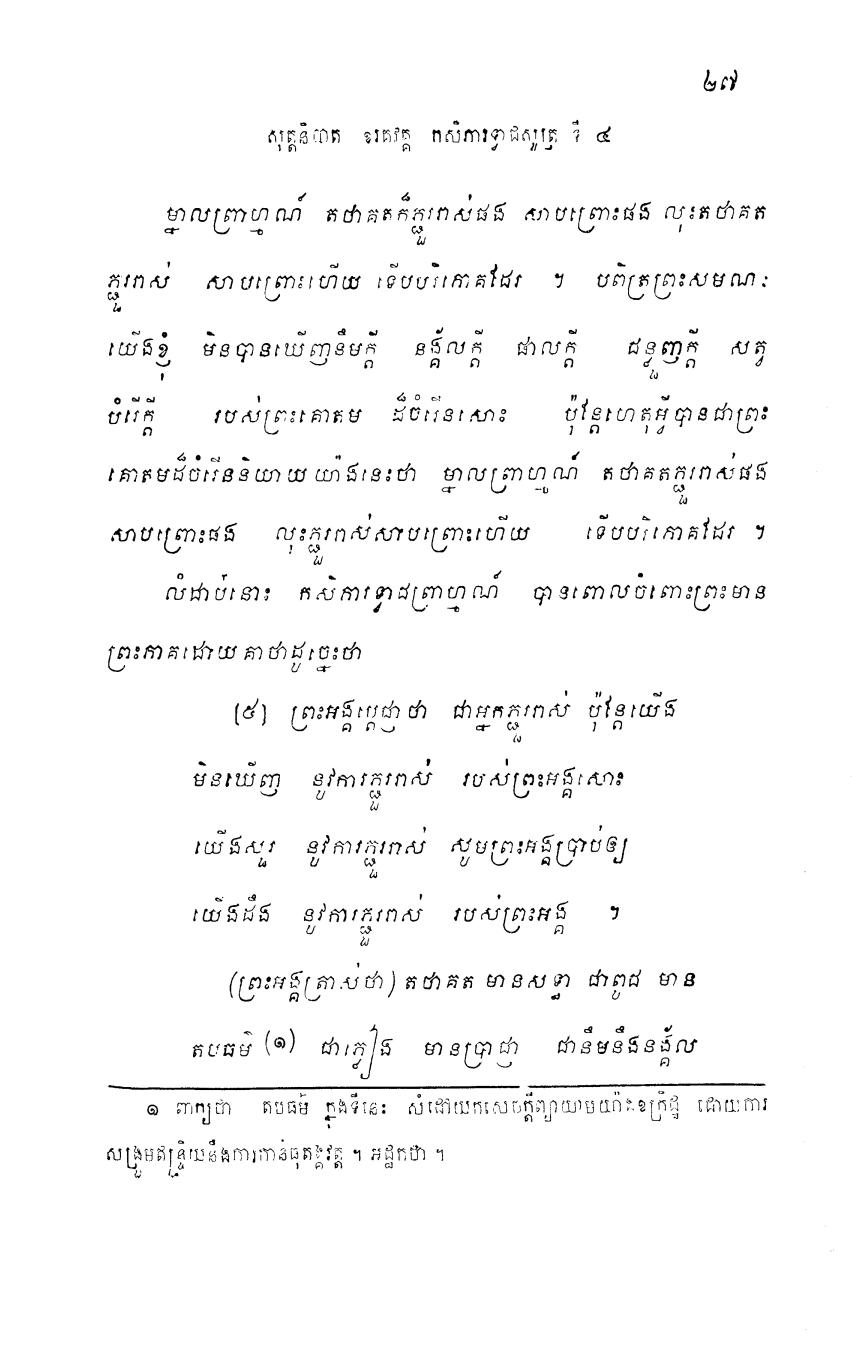 ២៧
សុត្តនិបាត ឧរគវគ្គ កសិភារទ្វាជសូត្រ ទី ៤
ម្នាលព្រាហ្មណ៍ តថាគតក៏ភ្ជួររាស់ផង សាបព្រោះផង លុះតថាគត
ភ្ជួររាស់ សាបព្រោះហើយ ទើបបរិភោគដែរ ។ បពិត្រព្រះសមណៈ
យើងខ្ញុំ មិនបានឃើញនឹមក្តី នង្គ័លក្តី ផាលក្តី ជន្ទួញក្តី សត្វ
បំរើក្តី របស់ព្រះគោតម ដ៏ចំរើនសោះ ប៉ុន្តែហេតុអ្វីបានជាព្រះ
គោតមដ៏ចំរើននិយាយ យ៉ាងនេះថា ម្នាលព្រាហ្មណ៍ តថាគតភ្ជួររាស់ផង
សាបព្រោះផង លុះភ្ជួររាស់សាបព្រោះហើយ ទើបបរិភោគដែរ ។
លំដាប់នោះ កសិភារទ្វាជព្រាហ្មណ៍ បានពោលចំពោះព្រះមាន
ព្រះភាគដោយគាថាដូច្នេះថា
[៥] ព្រះអង្គប្តេជ្ញាថា ជាអ្នកភ្ជួររាស់ ប៉ុន្តែយើង
មិនឃើញ នូវការភ្ជួររាស់ របស់ព្រះអង្គសោះ
យើងសួរ នូវការភ្ជួររាស់ សូមព្រះអង្គប្រាប់ឲ្យ
យើងដឹង នូវការភ្ជួររាស់ របស់ព្រះអង្គ ។
(ព្រះអង្គត្រាស់ថា) តថាគត មានសទ្ធា ជាពូជ មាន
តបធម៌ (១) ជាភ្លៀង មានប្រាជ្ញា ជានឹមនឹងនង្គ័ល
១ ពាក្យថា តបធម៌ ក្នុងទីនេះ សំដៅយកសេចក្តីព្យាយាមយ៉ាងឧក្រិដ្ឋ ដោយការ
សង្រួមឥន្ទ្រិយនឹងការកាន់ធុតង្គវត្ត ។ អដ្ឋកថា ។